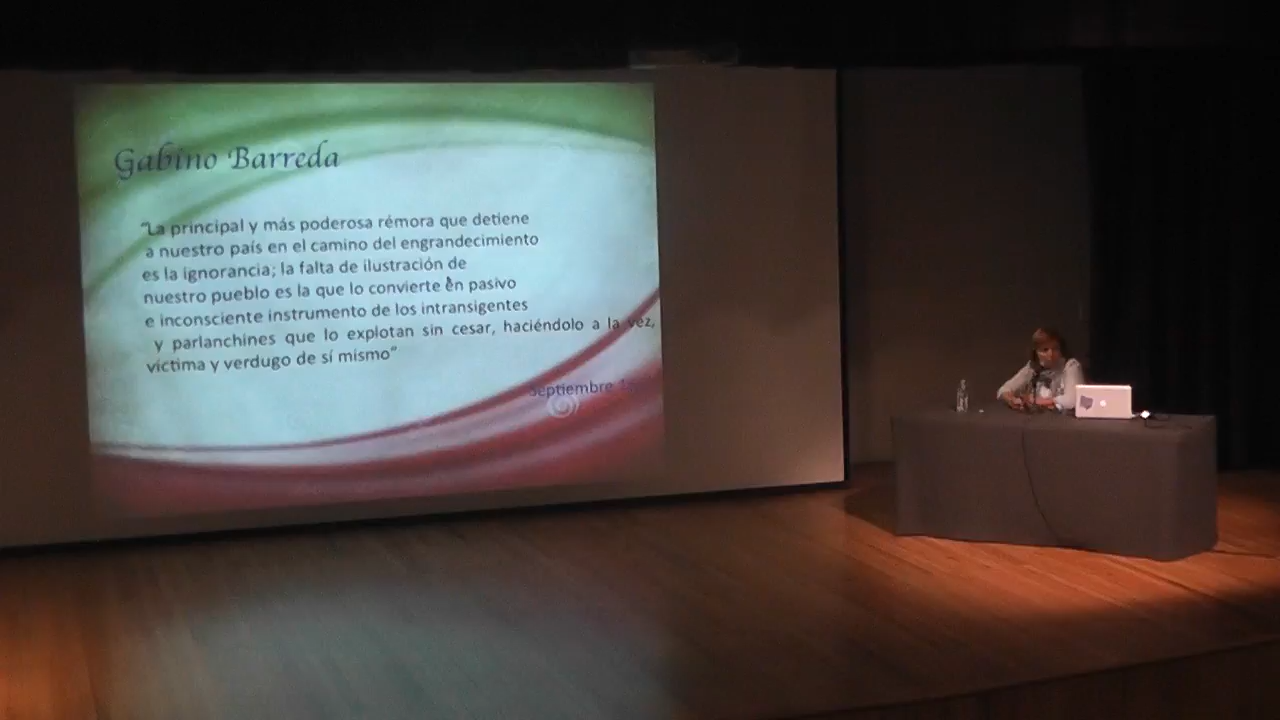 Gabino Barreda
“La principal y más poderosa rémora que detiene
a nuestro país en el camino del engrandecimiento
es la ignorancia; la falta de ilustración de
nuestro pueblo es la que lo convierte en pasivo
e inconsciente instrumento de los intransigentes
y parlanchines que lo explotan sin cesar, haciéndolo a la vez,
víctima y verdugo de sí mismo”
Septiembre